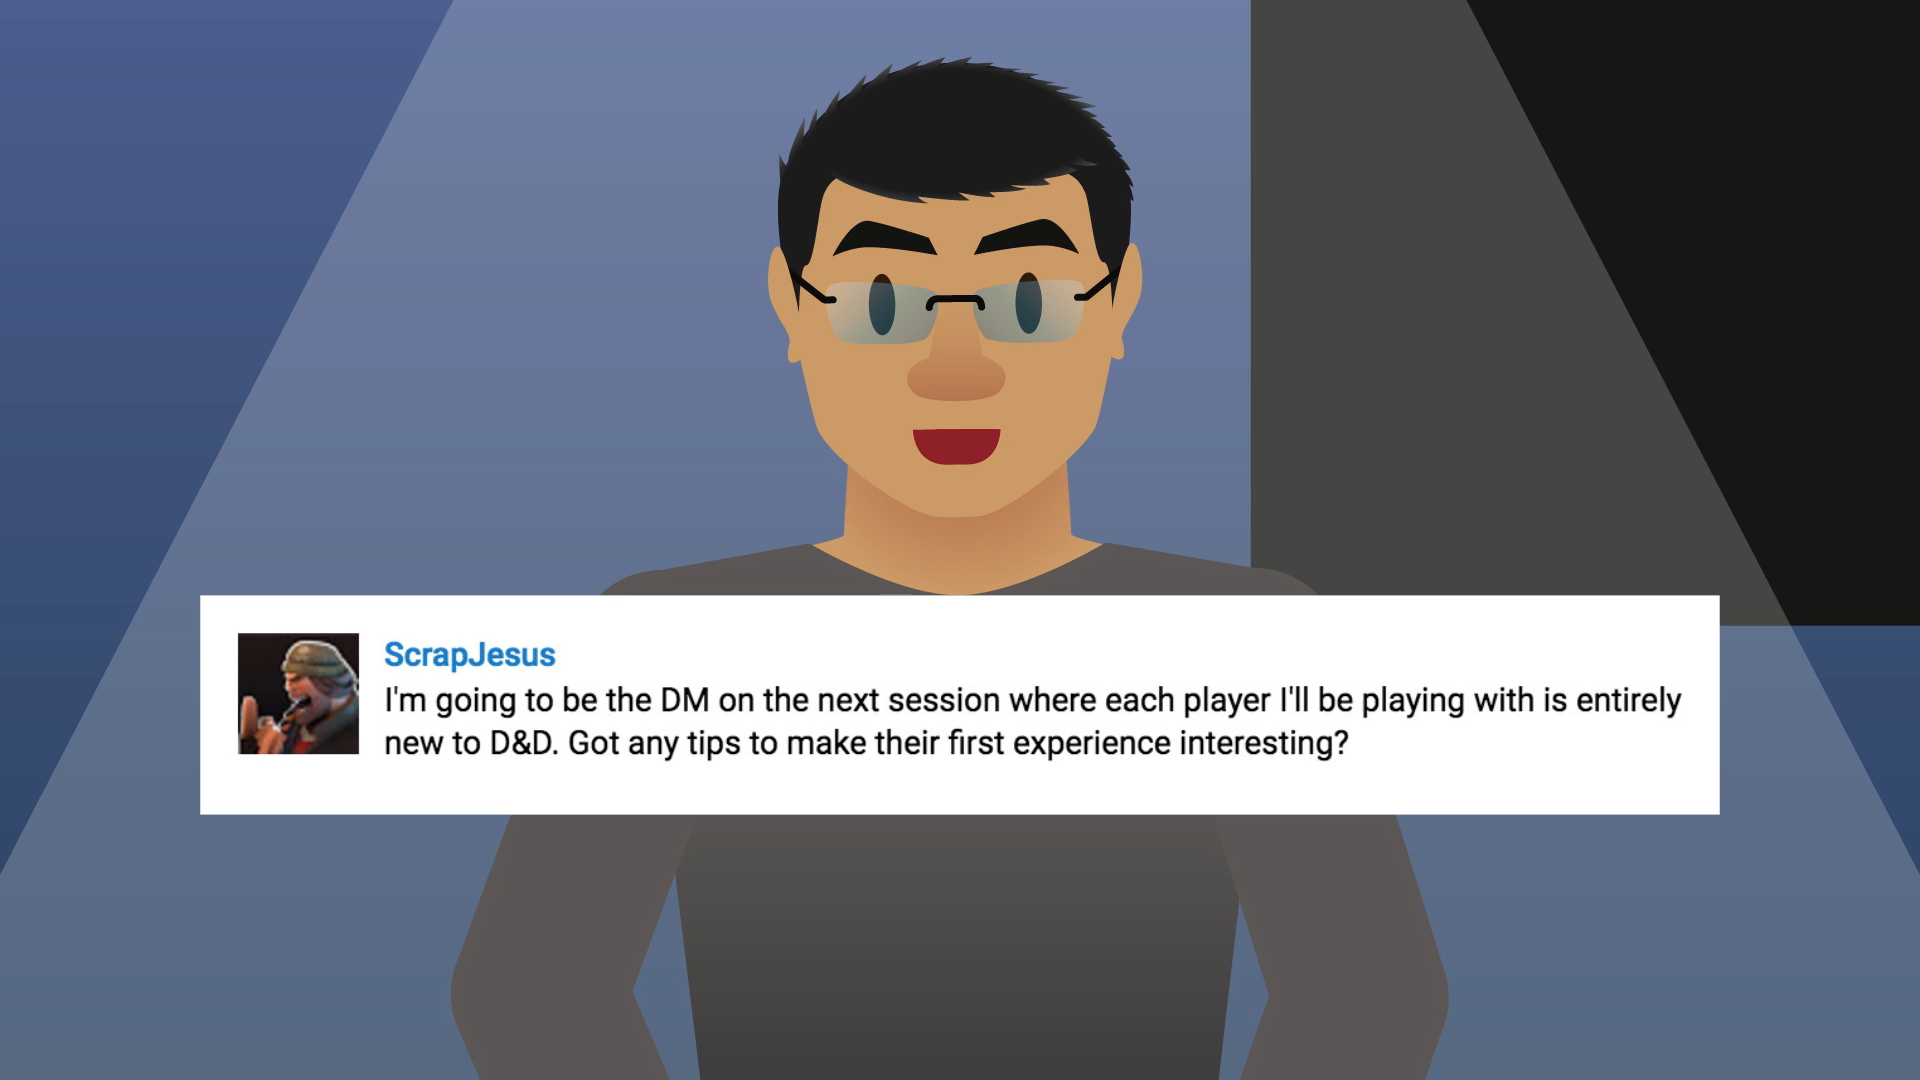 ScrapJesus
I'm going to be the DM on the next session where each player I'll be playing with is entirely
new to D&D. Got any tips to make their first experience interesting?